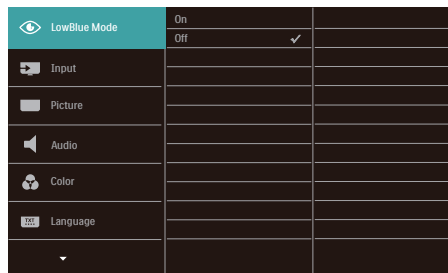 LowBlue Mode
On
Off
Input
Picture
Audio
Color
TXT
Language